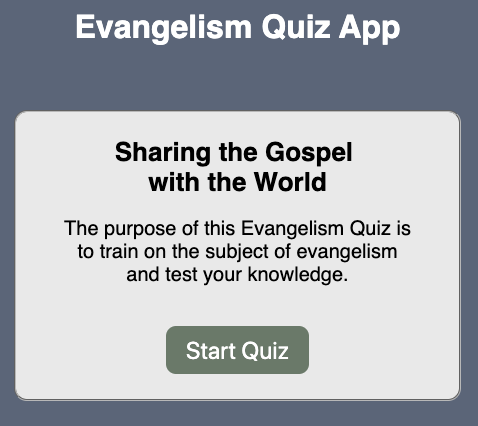 Evangelism Quiz App
Sharing the Gospel
with the World
The purpose of this Evangelism Quiz is
to train on the subject of evangelism
and test your knowledge.
Start Quiz